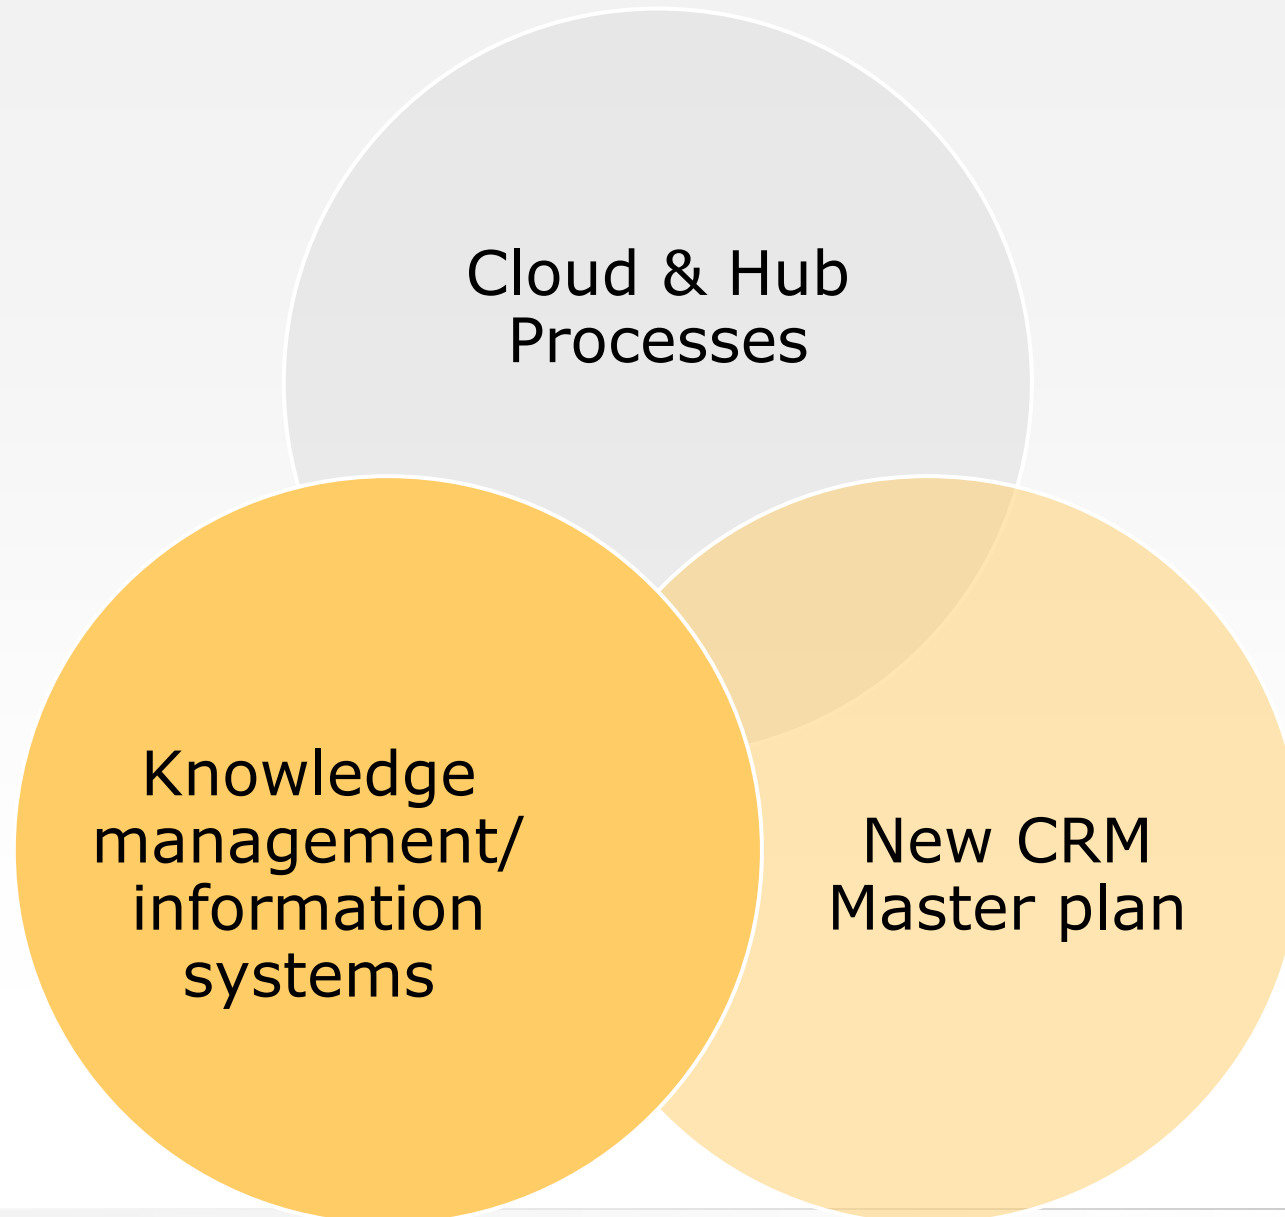 Cloud & Hub
Processes
Knowledge
management/
information
systems
New CRM
Master plan